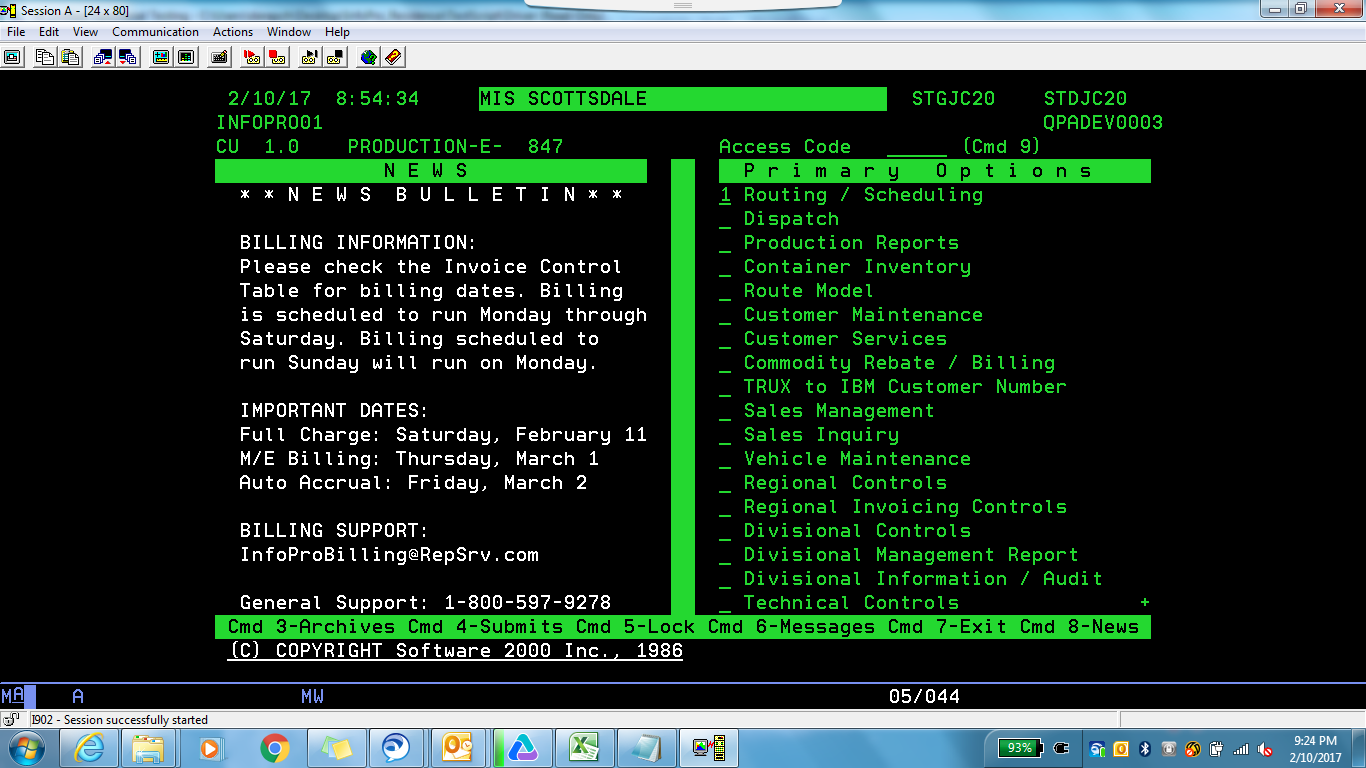 Session A - [24 x 80]
File Edit View Communication Actions Window Help
2/10/17 8:54:34 MIS SCOTTSDALE STGJC20 STDJC20
INFOPRO01 QPADEV0003
CU 1.0 PRODUCTION-E- 847 Access Code ______ (Cmd 9)
N E W S
P r i m a r y O p t i o n s
* * N E W S B U L L E T I N * *
BILLING INFORMATION:
Please check the Invoice Control
Table for billing dates. Billing
is scheduled to run Monday through
Saturday. Billing scheduled to
run Sunday will run on Monday.
IMPORTANT DATES:
Full Charge: Saturday, February 11
M/E Billing: Thursday, March 1
Auto Accrual: Friday, March 2
BILLING SUPPORT:
InfoProBilling@RepSrv.com
General Support: 1-800-597-9278
1 Routing / Scheduling
_ Dispatch
_ Production Reports
_ Container Inventory
_ Route Model
_ Customer Maintenance
_ Customer Services
_ Commodity Rebate / Billing
_ TRUX to IBM Customer Number
_ Sales Management
_ Sales Inquiry
_ Vehicle Maintenance
_ Regional Controls
_ Regional Invoicing Controls
_ Divisional Controls
_ Divisional Management Report
_ Divisional Information / Audit
_ Technical Controls +
Cmd 3-Archives Cmd 4-Submits Cmd 5-Lock Cmd 6-Messages Cmd 7-Exit Cmd 8-News
(C) COPYRIGHT Software 2000 Inc., 1986
MA A MW 05/044
I902 - Session successfully started
93%
9:24 PM
2/10/2017